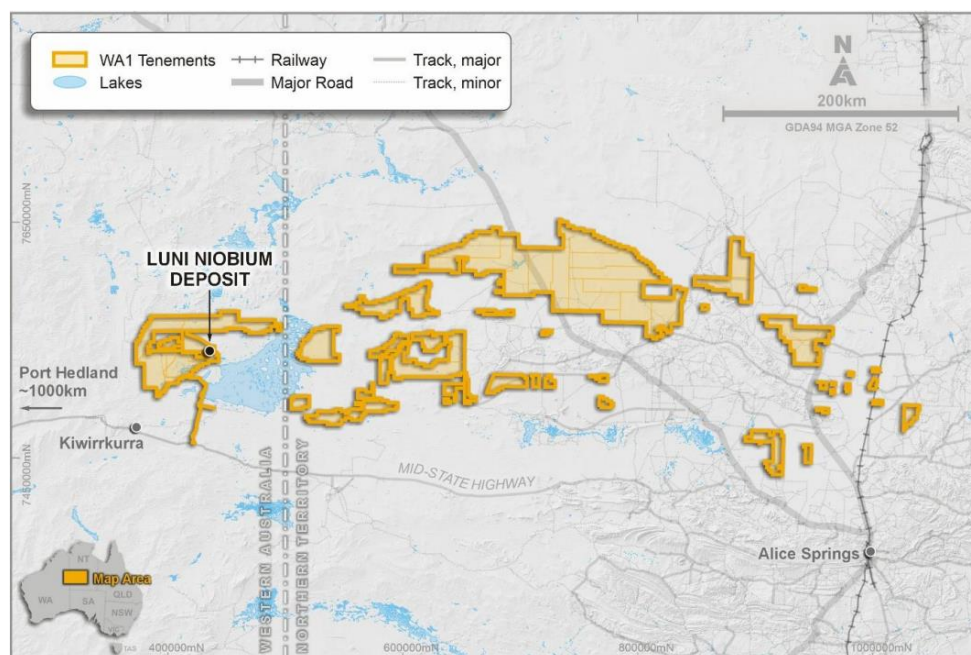 WA1 Tenements
Railway
Track, major
Lakes
Major Road
Track, minor
N
200km
GDA94 MGA Zone 52
7650000mN
LUNI NIOBIUM
DEPOSIT
Port Hedland
~1000km
Kiwirrkurra
MID-STATE HIGHWAY
745000mN
WESTERN AUSTRALIA
NORTHERN TERRITORY
Alice Springs
NT
Map Area
QLD
WA
SA
NSW
TAS
400000mN
600000mN
800000mN
1000000mN